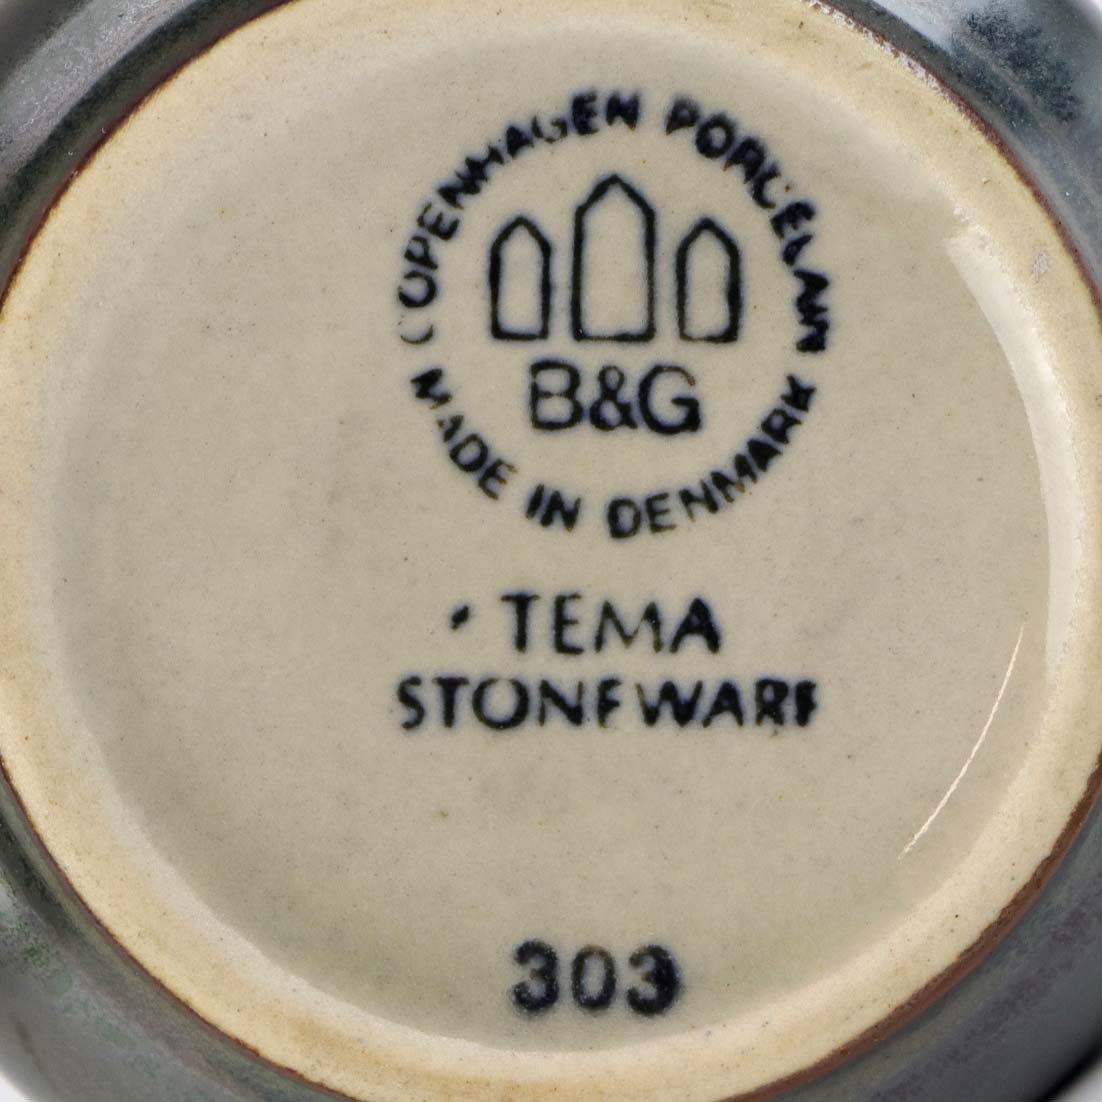 COPENHAGEN PORCELAIN
B&G
MADE IN DENMARK
TEMA
STONEWARE
303